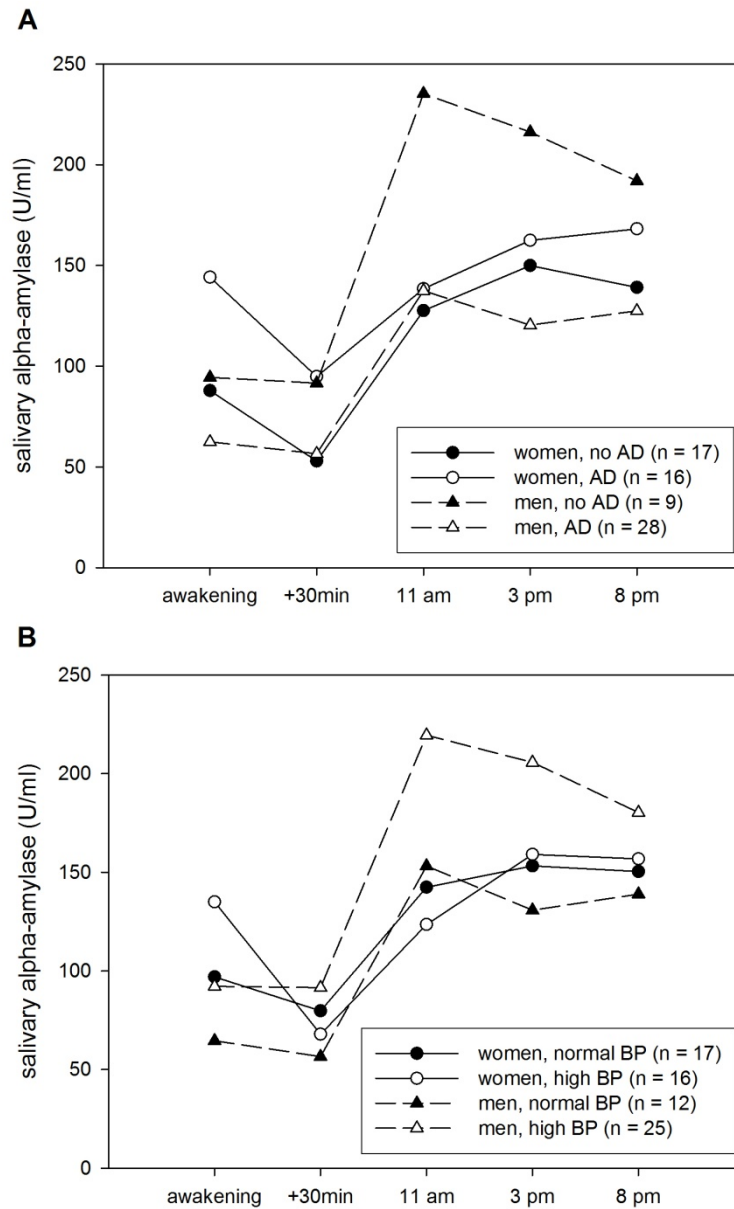 A
salivary alpha-amylase (U/ml)
250
200
150
100
50
0
women, no AD (n = 17)
women, AD (n = 16)
men, no AD (n = 9)
men, AD (n = 28)
awakening +30min 11 am 3 pm 8 pm
B
salivary alpha-amylase (U/ml)
250
200
150
100
50
0
women, normal BP (n = 17)
women, high BP (n = 16)
men, normal BP (n = 12)
men, high BP (n = 25)
awakening +30min 11 am 3 pm 8 pm